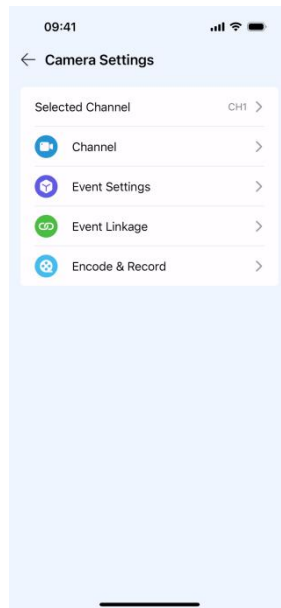 09:41
Camera Settings
Selected Channel CH1
Channel
Event Settings
Event Linkage
Encode & Record